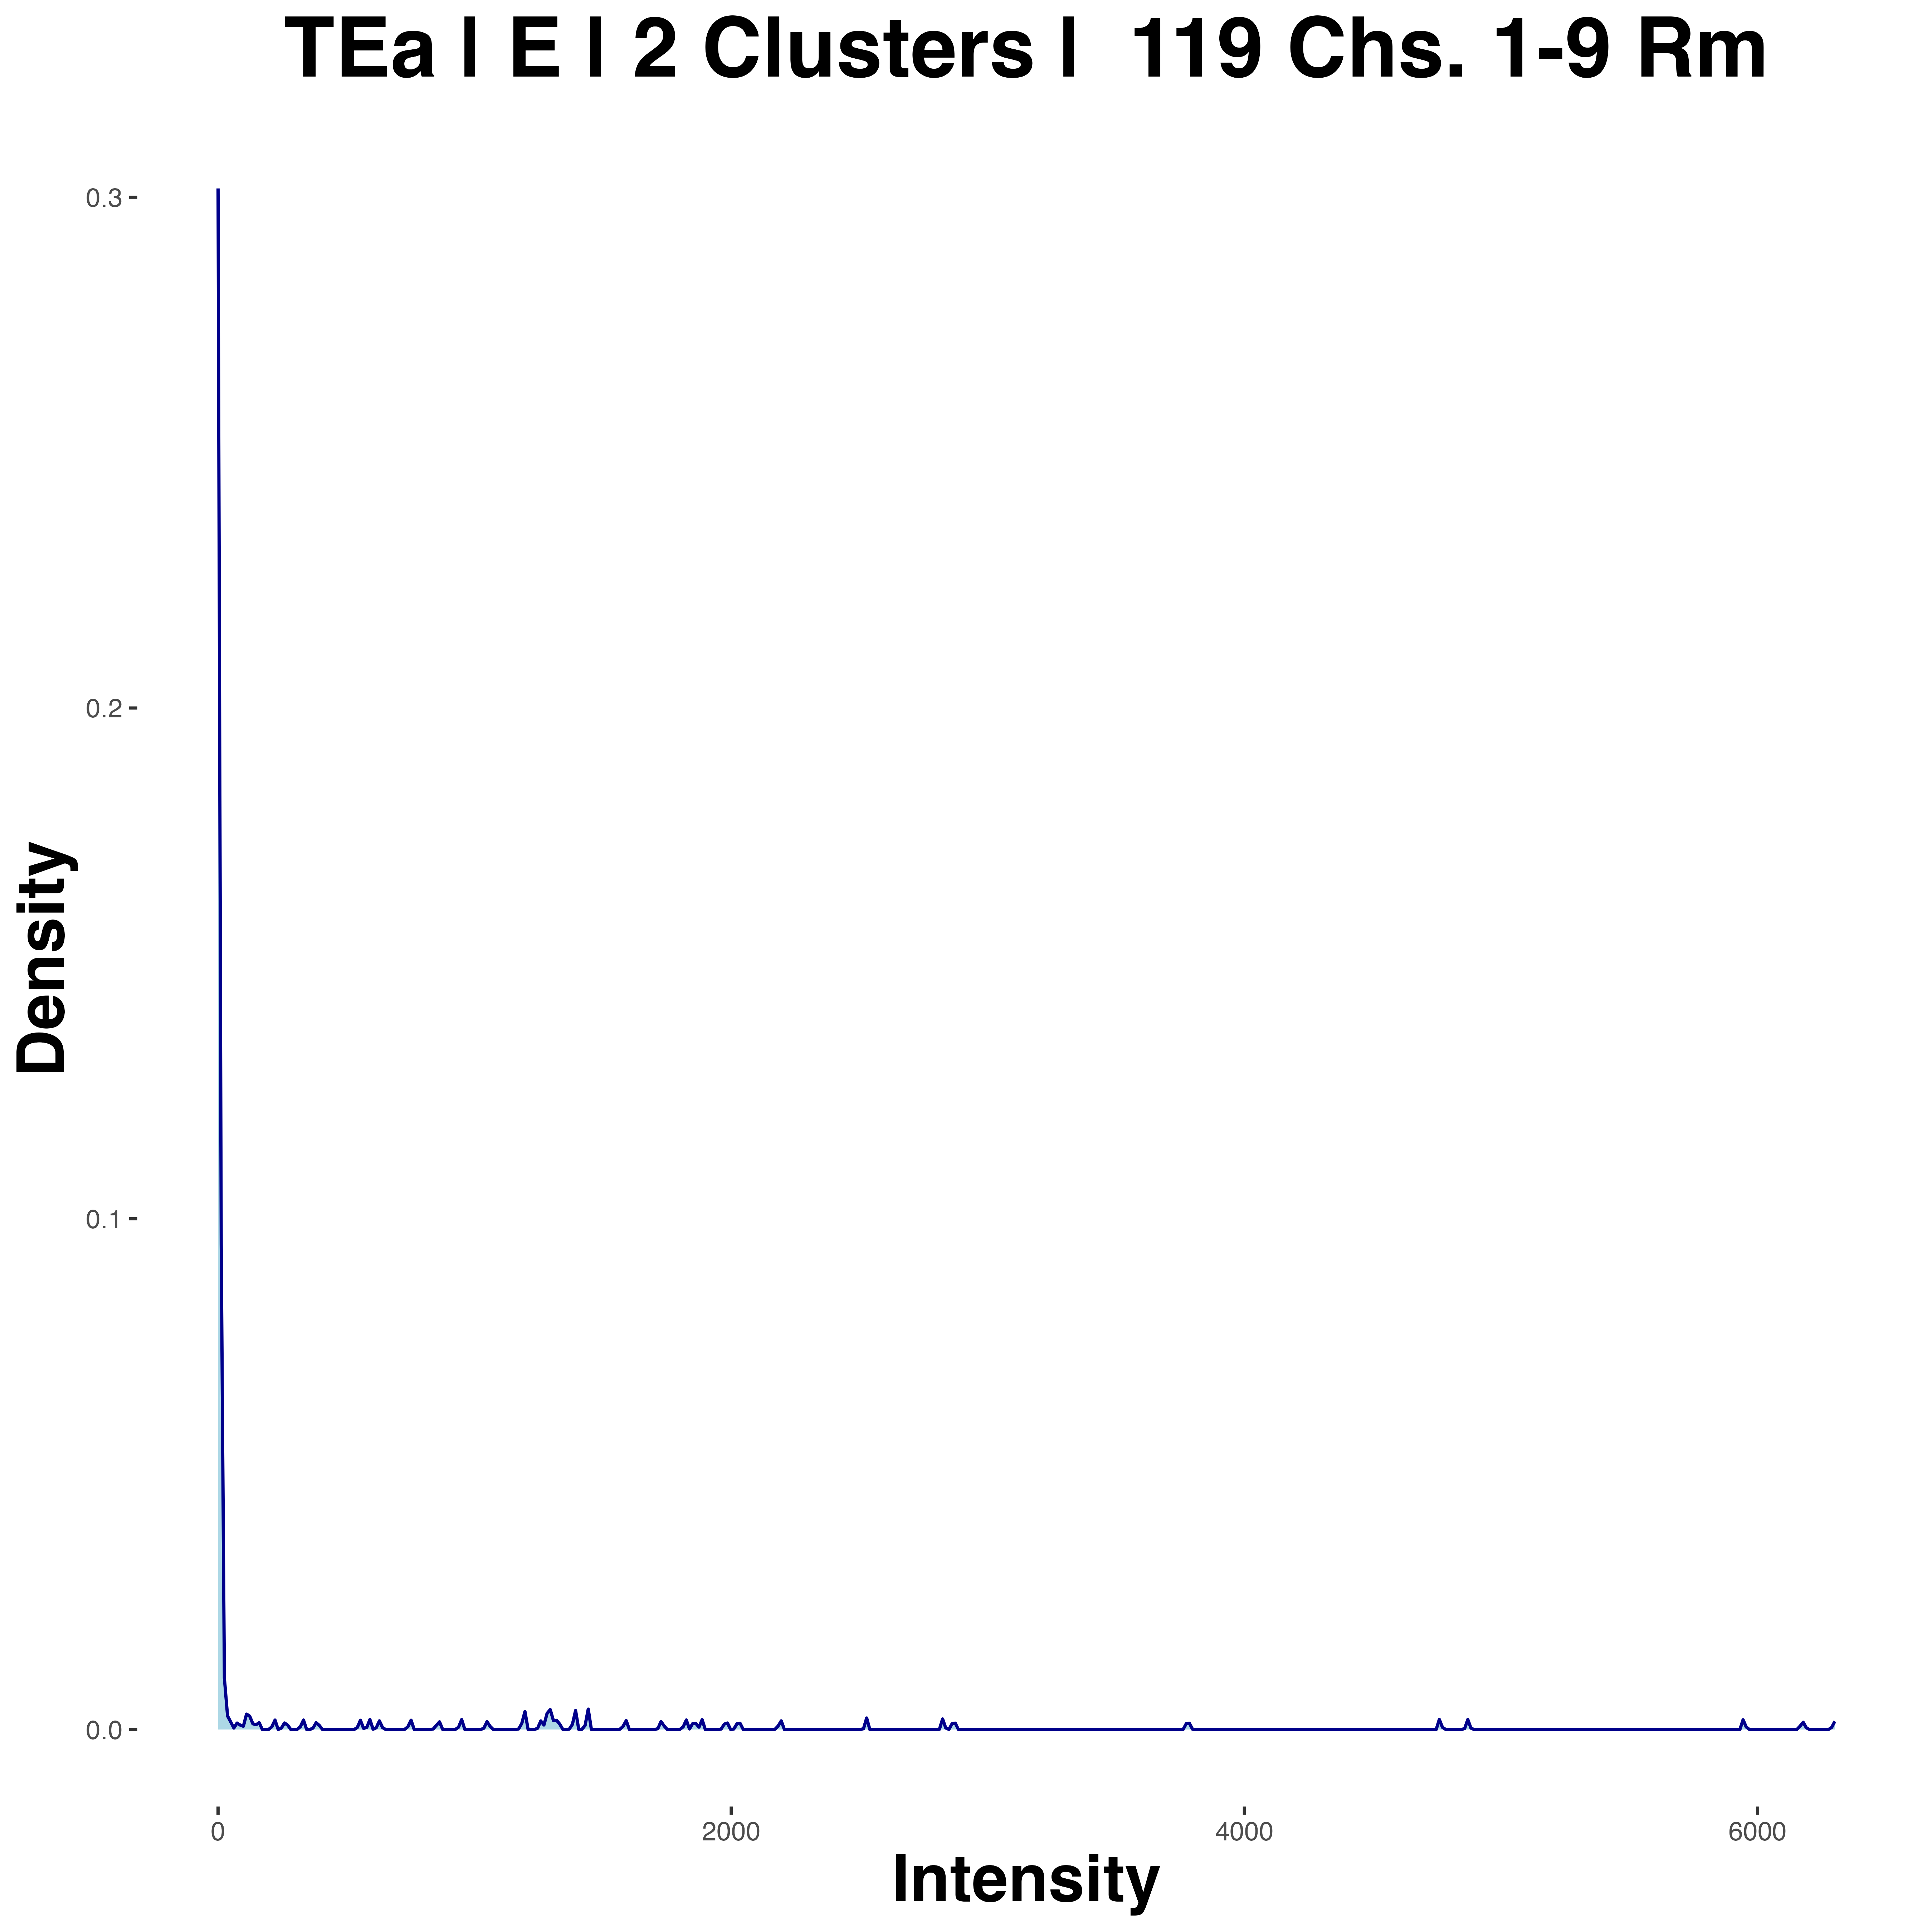 TEa | E | 2 Clusters |  119 Chs. 1-9 Rm
Density
0.3
0.2
0.1
0.0
0 2000 4000 6000
Intensity